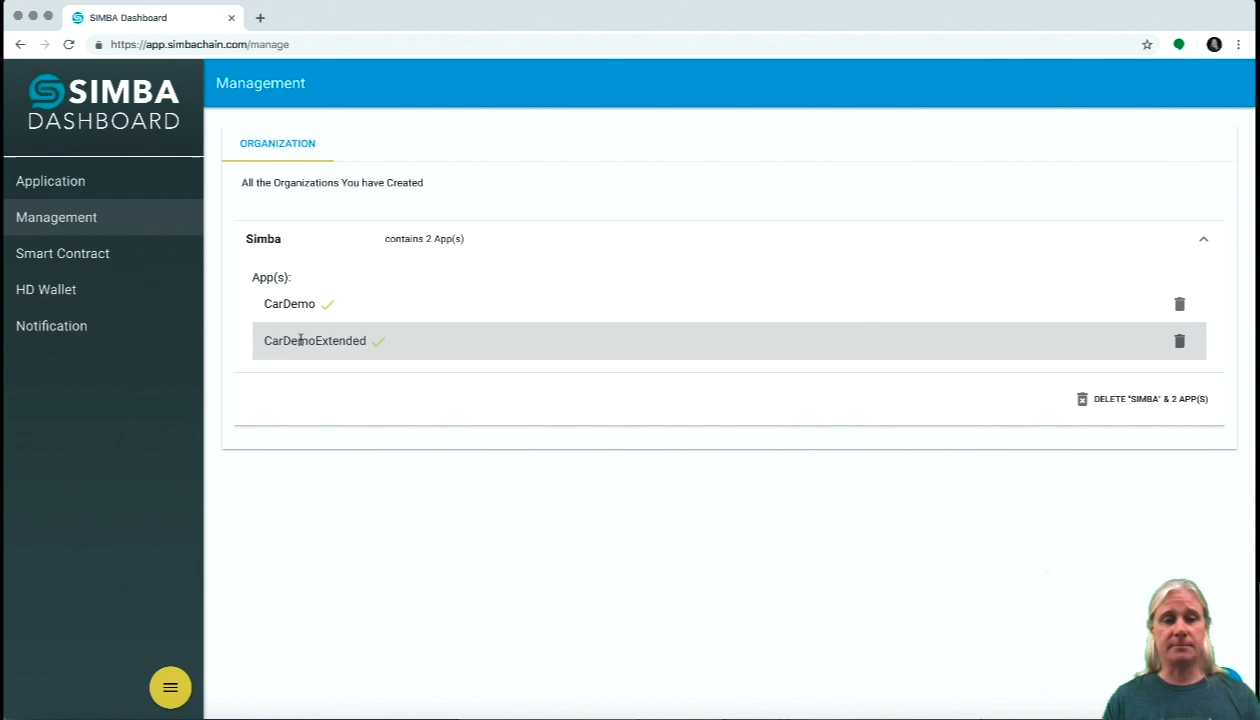 SIMBA Dashboard
https://app.simbachain.com/manage
SIMBA
DASHBOARD
Management
Application
Management
Smart Contract
HD Wallet
Notification
ORGANIZATION
All the Organizations You have Created
Simba contains 2 App(s)
App(s):
CarDemo
CarDemoExtended
DELETE "SIMBA" & 2 APP(S)